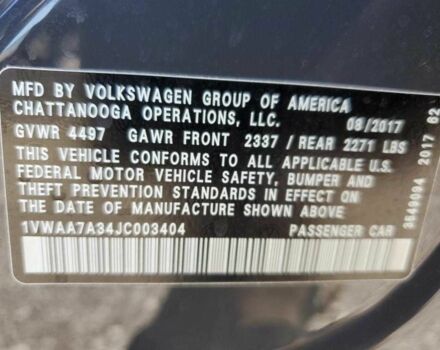 MFD BY VOLKSWAGEN GROUP OF AMERICA
CHATTANOOGA OPERATIONS, LLC. 08/2017
GVWR 4497 GAWR FRONT 2337 / REAR 2271 LBS
THIS VEHICLE CONFORMS TO ALL APPLICABLE U.S.
FEDERAL MOTOR VEHICLE SAFETY, BUMPER AND
THEFT PREVENTION STANDARDS IN EFFECT ON
THE DATE OF MANUFACTURE SHOWN ABOVE.
1VWAA7A34JC003404 PASSENGER CAR
2017 82